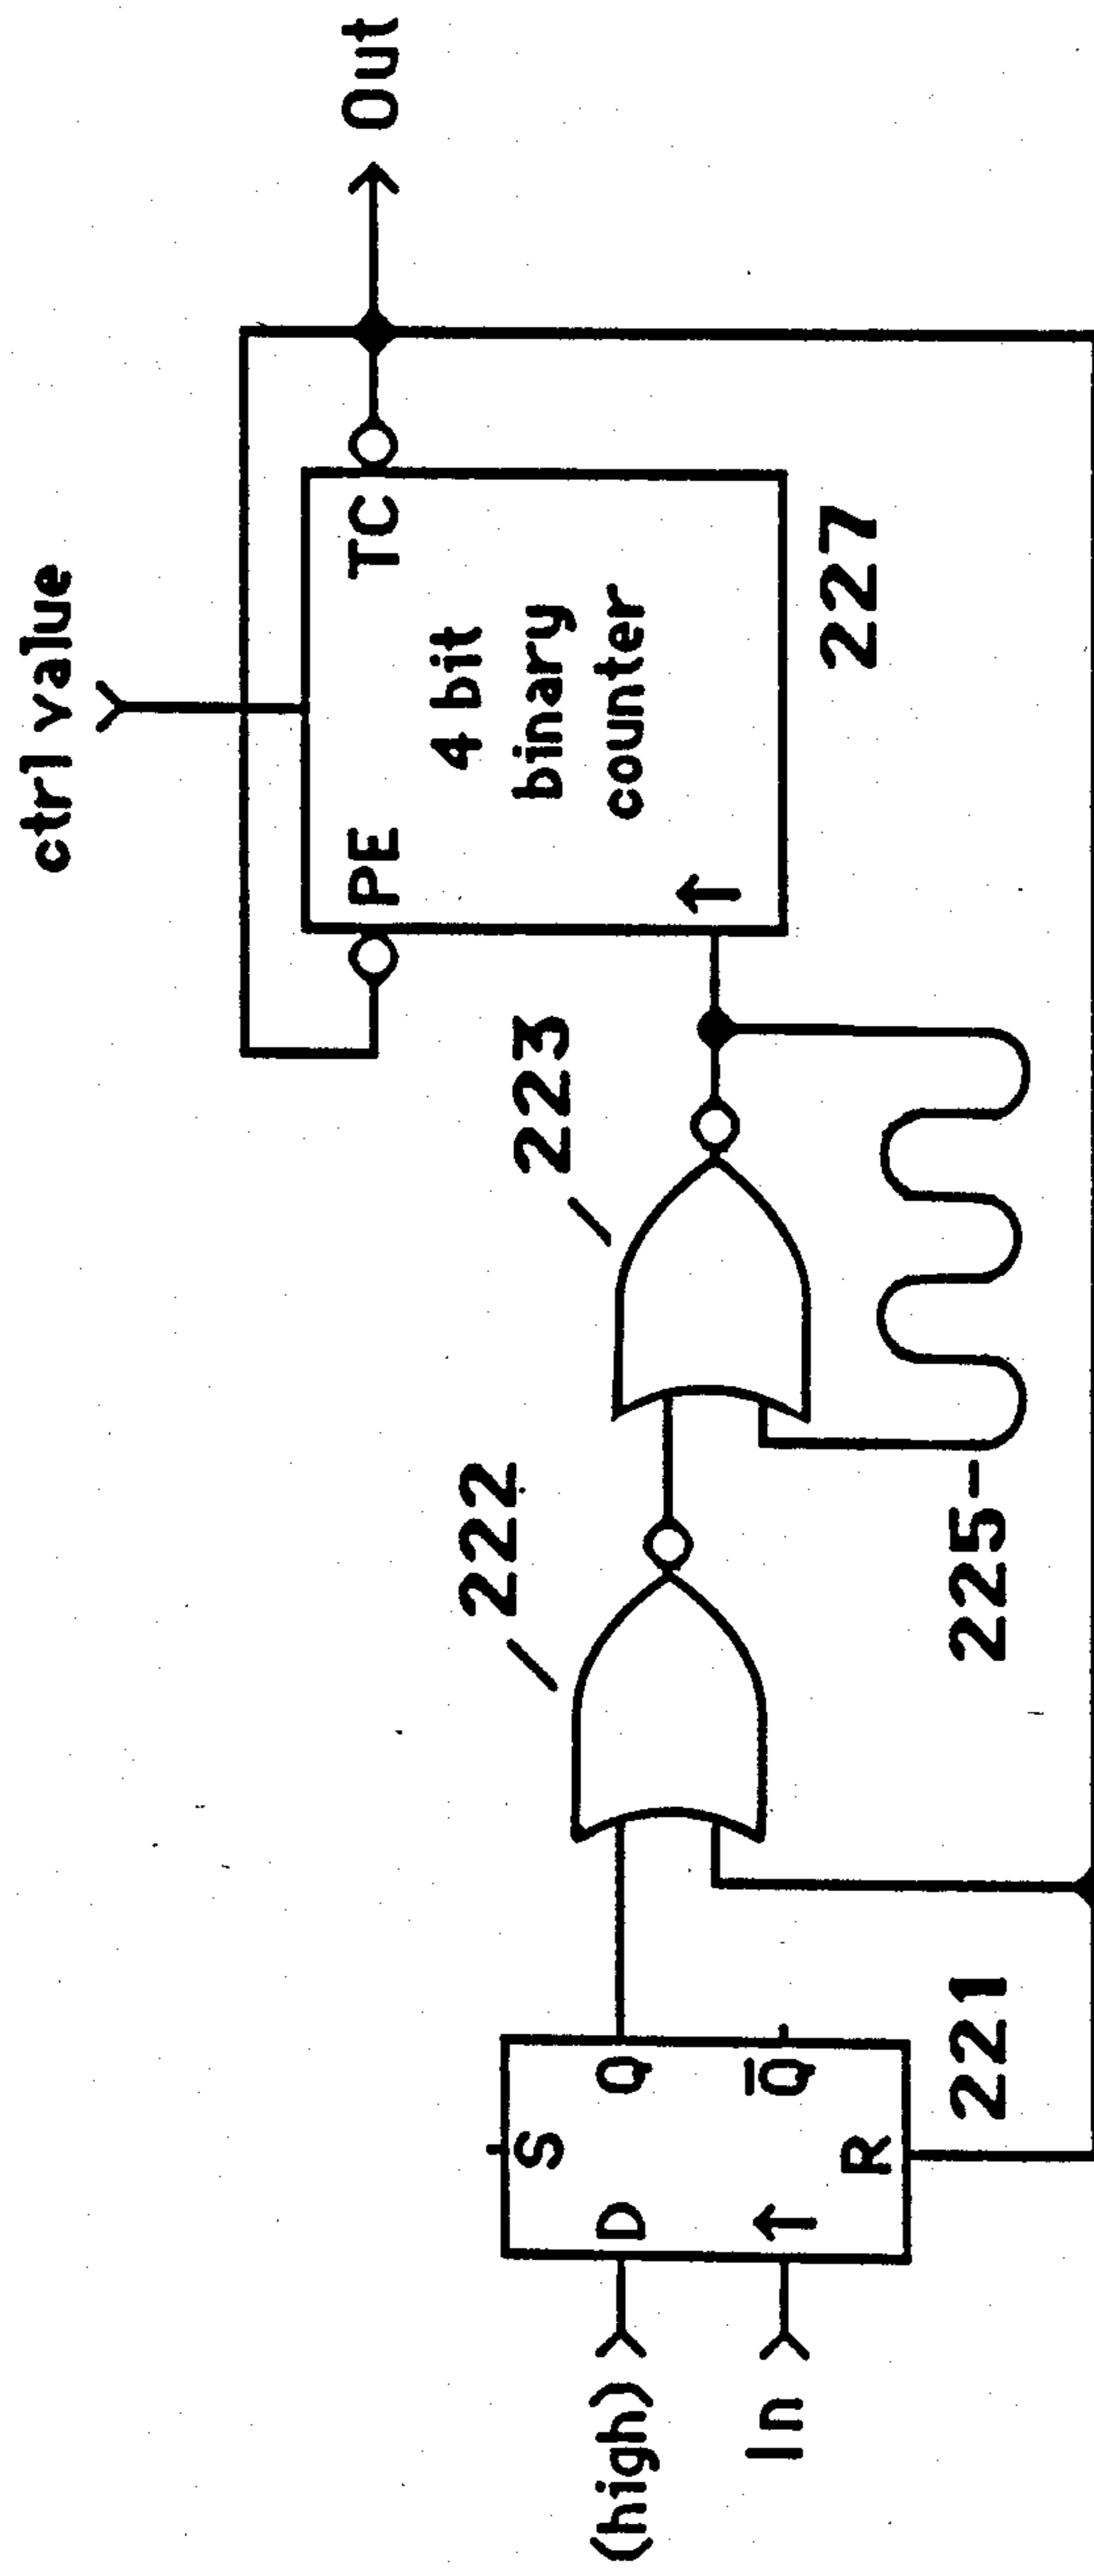 ctrl value
PE
TC
Out
4 bit
binary
counter
↑
227
223
222
225
S
D
Q
Q̅
R
↑
221
(high)
In